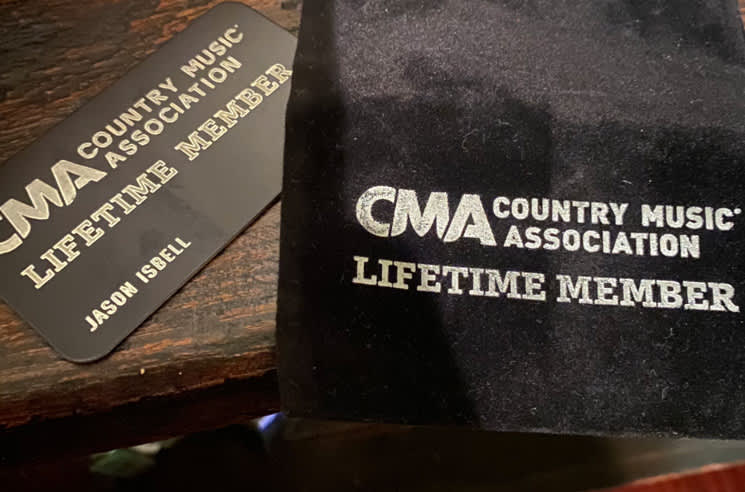 CMA COUNTRY MUSIC
ASSOCIATION
LIFETIME MEMBER
JASON ISBELL
CMA COUNTRY MUSIC
ASSOCIATION
LIFETIME MEMBER